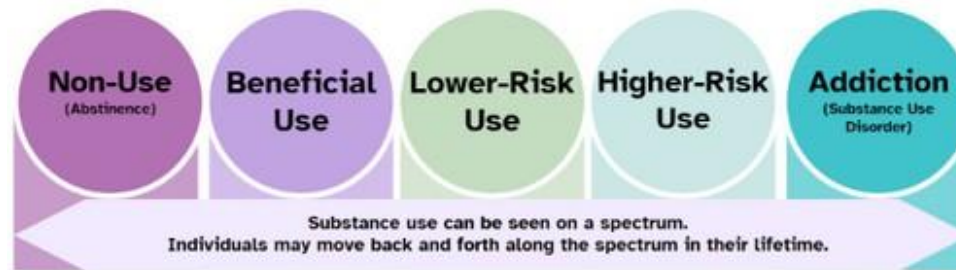 Non-Use
(Abstinence)
Beneficial
Use
Lower-Risk
Use
Higher-Risk
Use
Addiction
(Substance Use
Disorder)
Substance use can be seen on a spectrum.
Individuals may move back and forth along the spectrum in their lifetime.